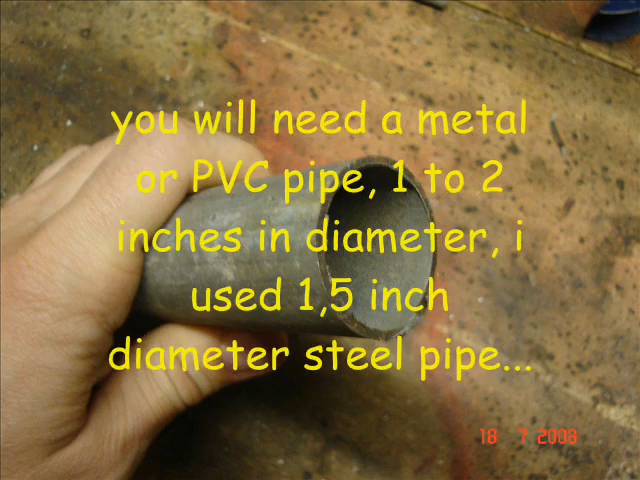 you will need a metal
or PVC pipe, 1 to 2
inches in diameter, i
used 1,5 inch
diameter steel pipe...
18 7 2008